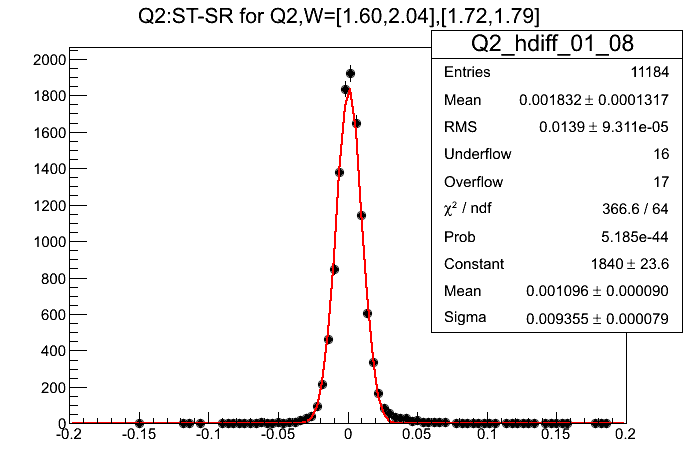 Q2:ST-SR for Q2,W=[1.60,2.04],[1.72,1.79]
Q2_hdiff_01_08
Entries 11184
Mean 0.001832 ± 0.0001317
RMS 0.0139 ± 9.311e-05
Underflow 16
Overflow 17
χ² / ndf 366.6 / 64
Prob 5.185e-44
Constant 1840 ± 23.6
Mean 0.001096 ± 0.000090
Sigma 0.009355 ± 0.000079
2000
1800
1600
1400
1200
1000
800
600
400
200
0
-0.2 -0.15 -0.1 -0.05 0 0.05 0.1 0.15 0.2